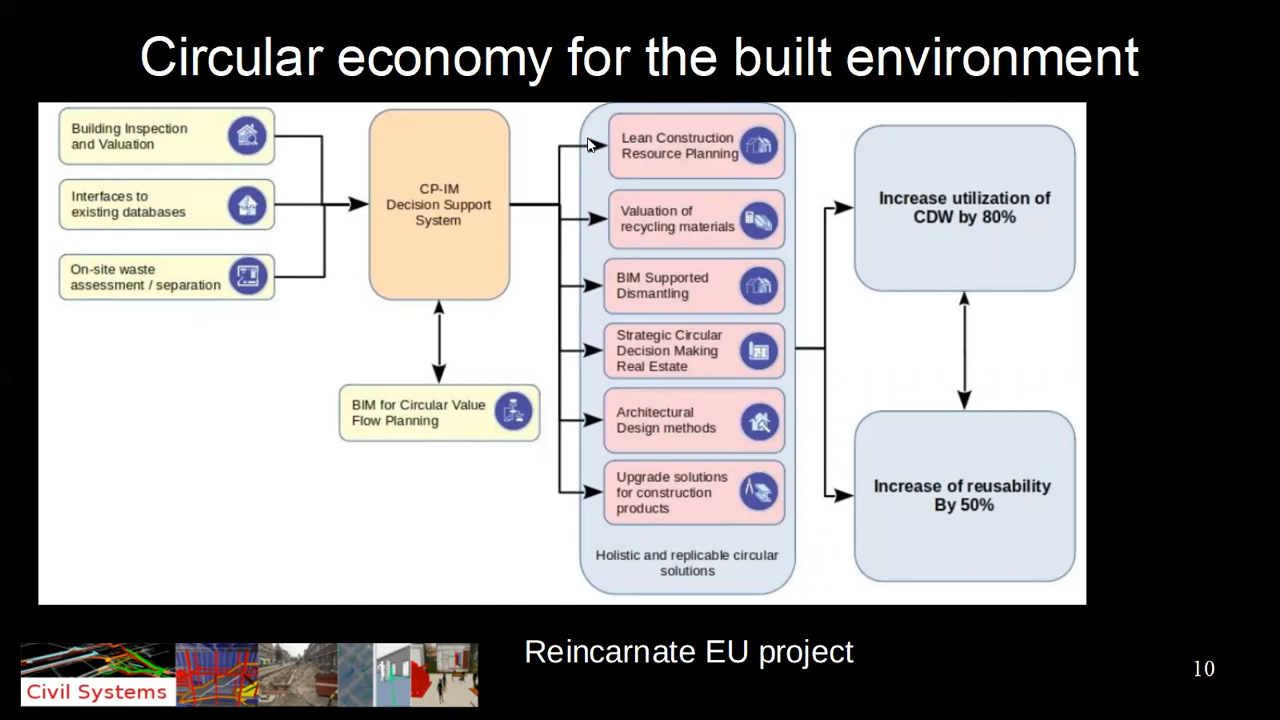 Circular economy for the built environment
Building Inspection
and Valuation
Interfaces to
existing databases
On-site waste
assessment / separation
CP-IM
Decision Support
System
BIM for Circular Value
Flow Planning
Lean Construction
Resource Planning
Valuation of
recycling materials
BIM Supported
Dismantling
Strategic Circular
Decision Making
Real Estate
Architectural
Design methods
Upgrade solutions
for construction
products
Holistic and replicable circular
solutions
Increase utilization of
CDW by 80%
Increase of reusability
By 50%
Civil Systems
Reincarnate EU project
10